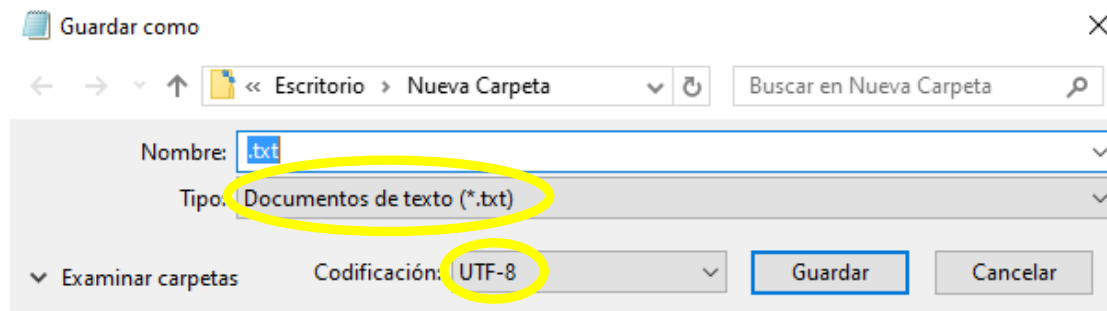 Guardar como
« Escritorio › Nueva Carpeta Buscar en Nueva Carpeta
Nombre: .txt
Tipo: Documentos de texto (*.txt)
Examinar carpetas Codificación: UTF-8 Guardar Cancelar